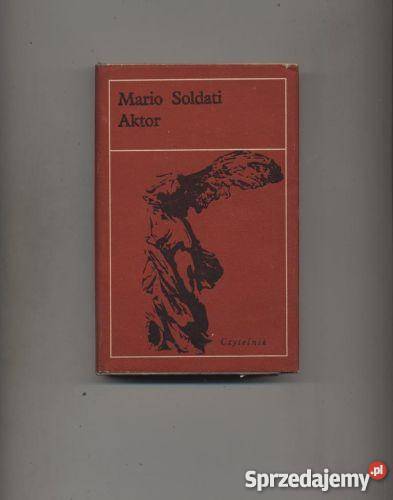 Mario Soldati
Aktor
Czytelnik
Sprzedajemy.pl